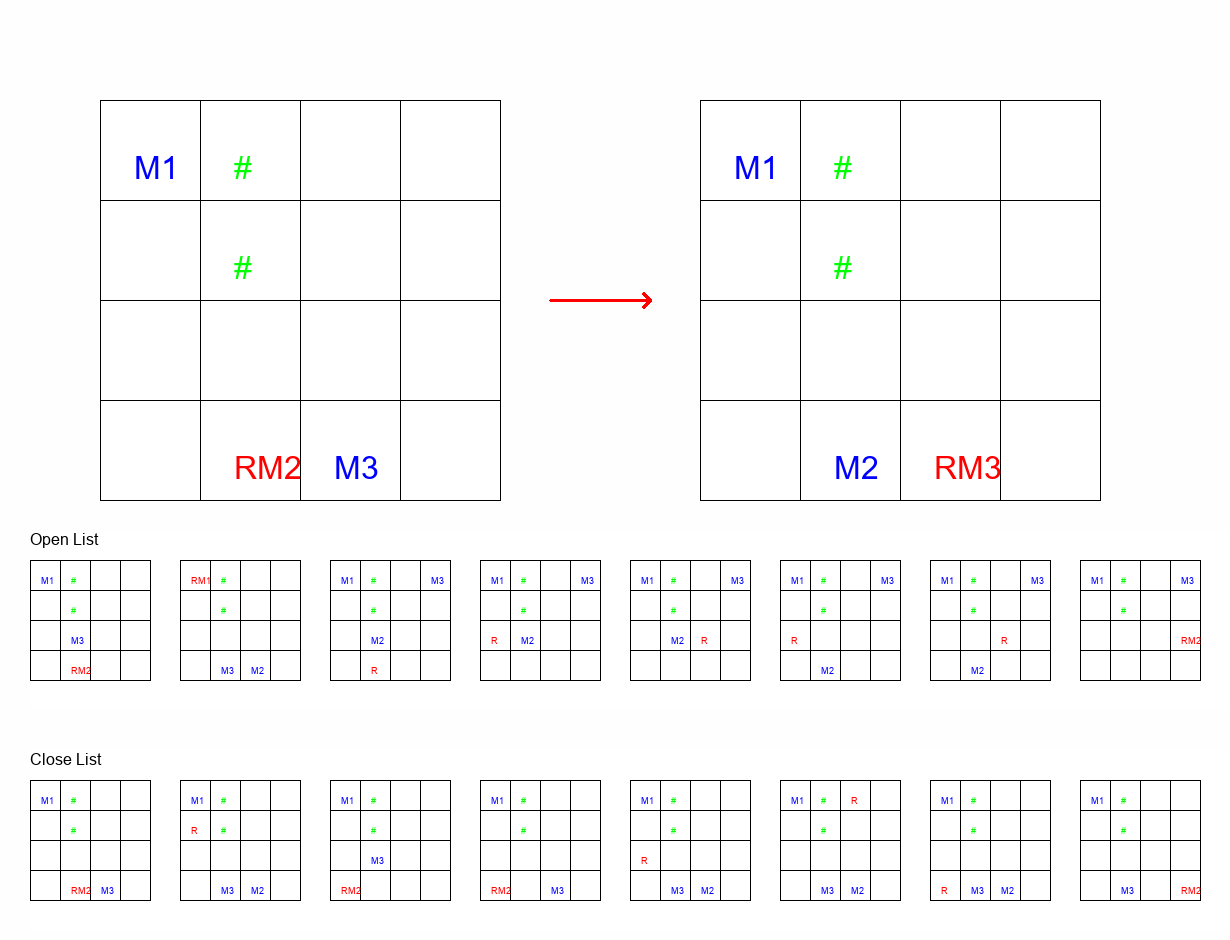 M1 # M1 #
# #
RM2 M3 M2 RM3
Open List
M1 # RM1 # M1 # M3 M1 # M3 M1 # M3 M1 # M3 M1 # M3 M1 # M3
# # # # # # # #
M3 M2 R M2 M2 R R R RM2
RM2 M3 M2 R M2 M2
Close List
M1 # M1 # M1 # M1 # M1 # M1 # R M1 # M1 #
# R # # # # # # #
M3 R
RM2 M3 M3 M2 RM2 RM2 M3 M3 M2 M3 M2 R M3 M2 M3 RM2